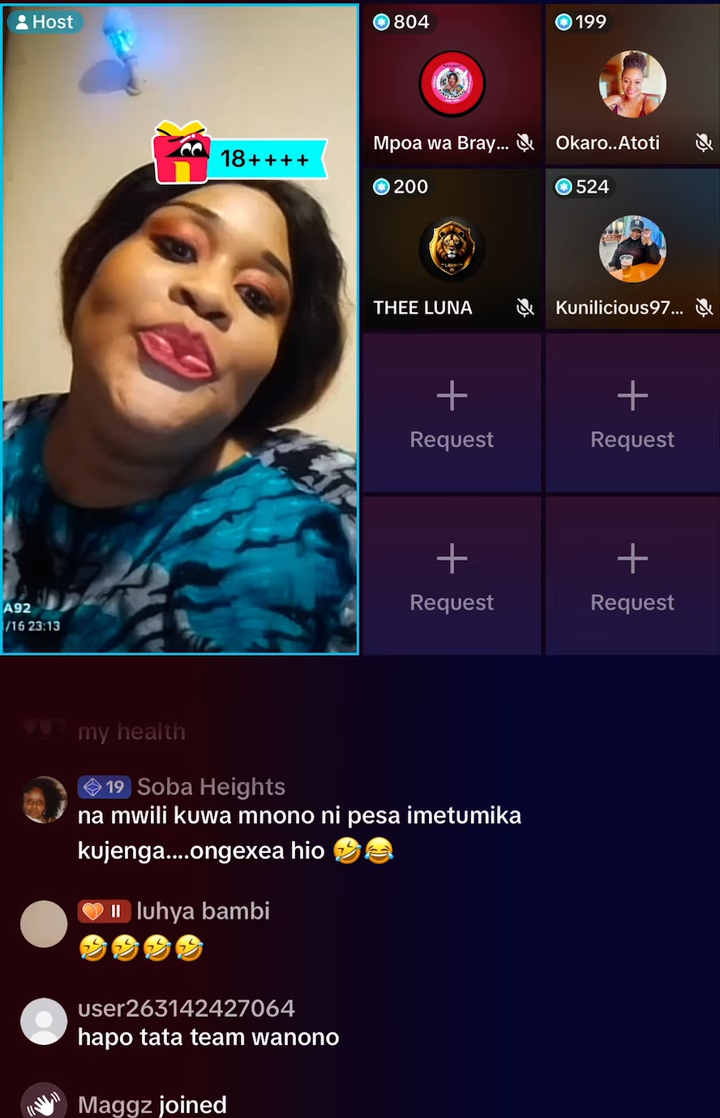 Host
18++++
A92
/16 23:13
804
Mpoa wa Bray...
199
Okaro..Atoti
200
THEE LUNA
524
Kunilicious97...
Request
Request
Request
Request
my health
19 Soba Heights
na mwili kuwa mnono ni pesa imetumika
kujenga....ongexea hio 🤣😂
II luhya bambi
🤣🤣🤣🤣
user263142427064
hapo tata team wanono
Maggz joined